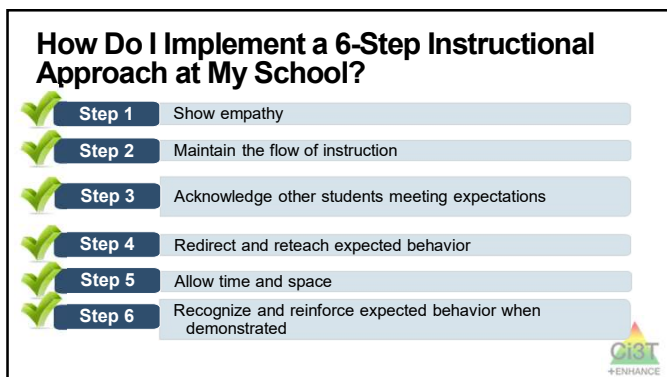 How Do I Implement a 6-Step Instructional
Approach at My School?
Step 1 Show empathy
Step 2 Maintain the flow of instruction
Step 3 Acknowledge other students meeting expectations
Step 4 Redirect and reteach expected behavior
Step 5 Allow time and space
Step 6 Recognize and reinforce expected behavior when
demonstrated
Ci3T
+ENHANCE